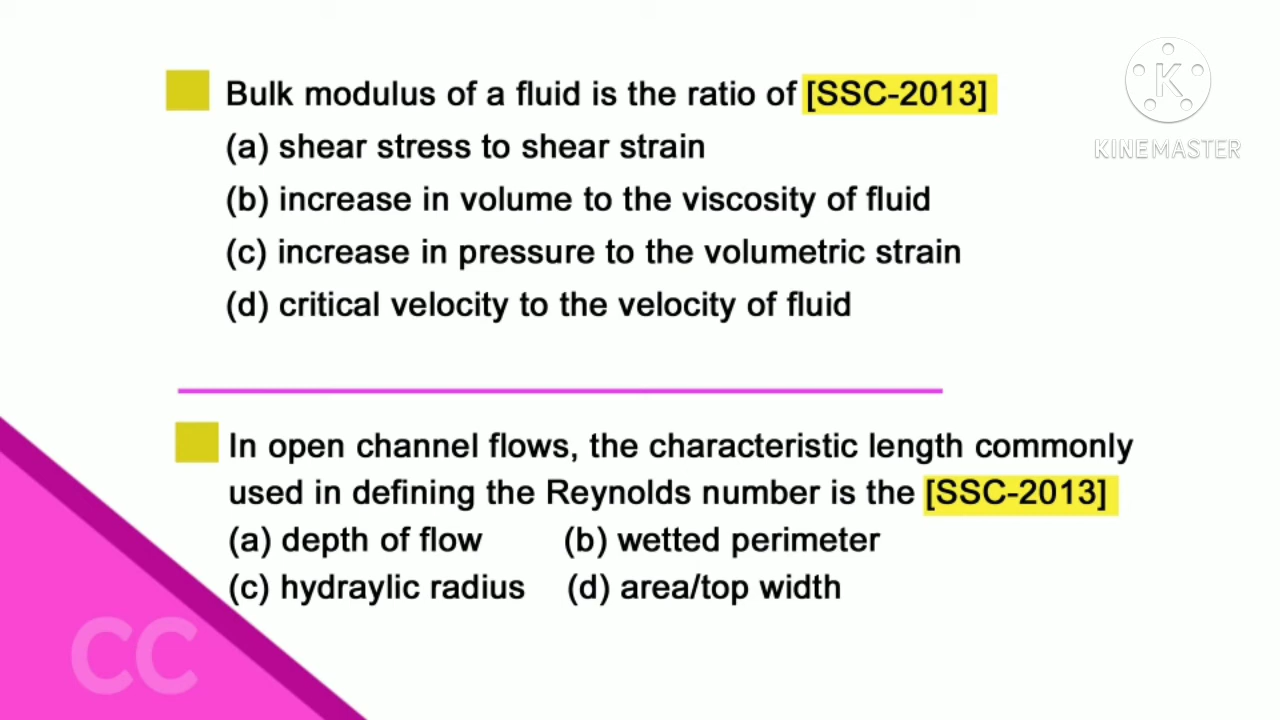 Bulk modulus of a fluid is the ratio of [SSC-2013]
(a) shear stress to shear strain
(b) increase in volume to the viscosity of fluid
(c) increase in pressure to the volumetric strain
(d) critical velocity to the velocity of fluid
K
KINEMASTER
In open channel flows, the characteristic length commonly
used in defining the Reynolds number is the [SSC-2013]
(a) depth of flow (b) wetted perimeter
(c) hydraylic radius (d) area/top width
CC